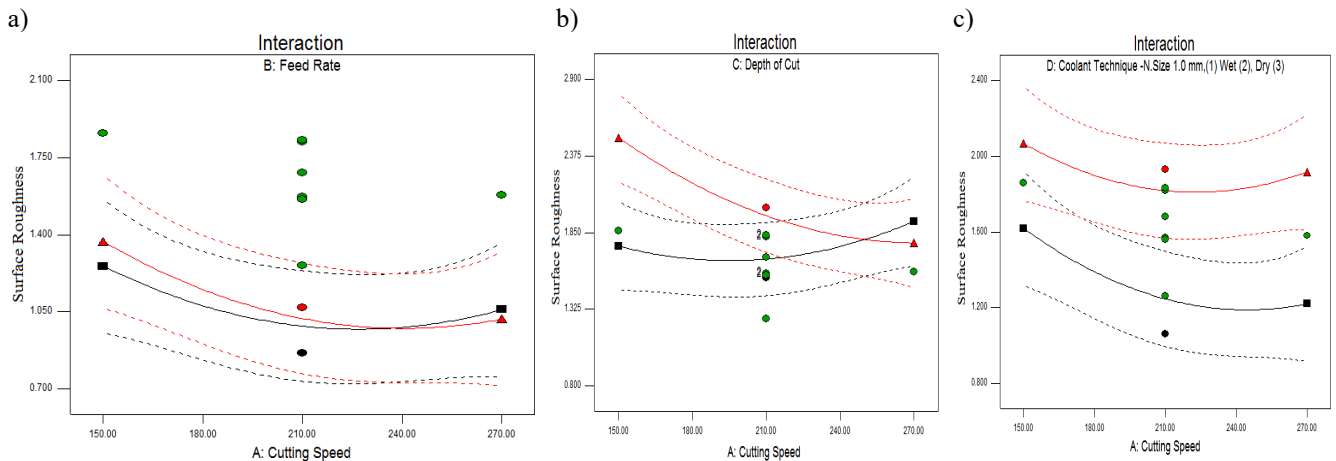 a)
Interaction
B: Feed Rate
2.100
1.750
1.400
1.050
0.700
Surface Roughness
150.00 180.00 210.00 240.00 270.00
A: Cutting Speed
b)
Interaction
C: Depth of Cut
2.900
2.375
1.850
1.325
0.800
Surface Roughness
2
2
150.00 180.00 210.00 240.00 270.00
A: Cutting Speed
c)
Interaction
D: Coolant Technique -N.Size 1.0 mm,(1) Wet (2), Dry (3)
2.400
2.000
1.600
1.200
0.800
Surface Roughness
150.00 180.00 210.00 240.00 270.00
A: Cutting Speed